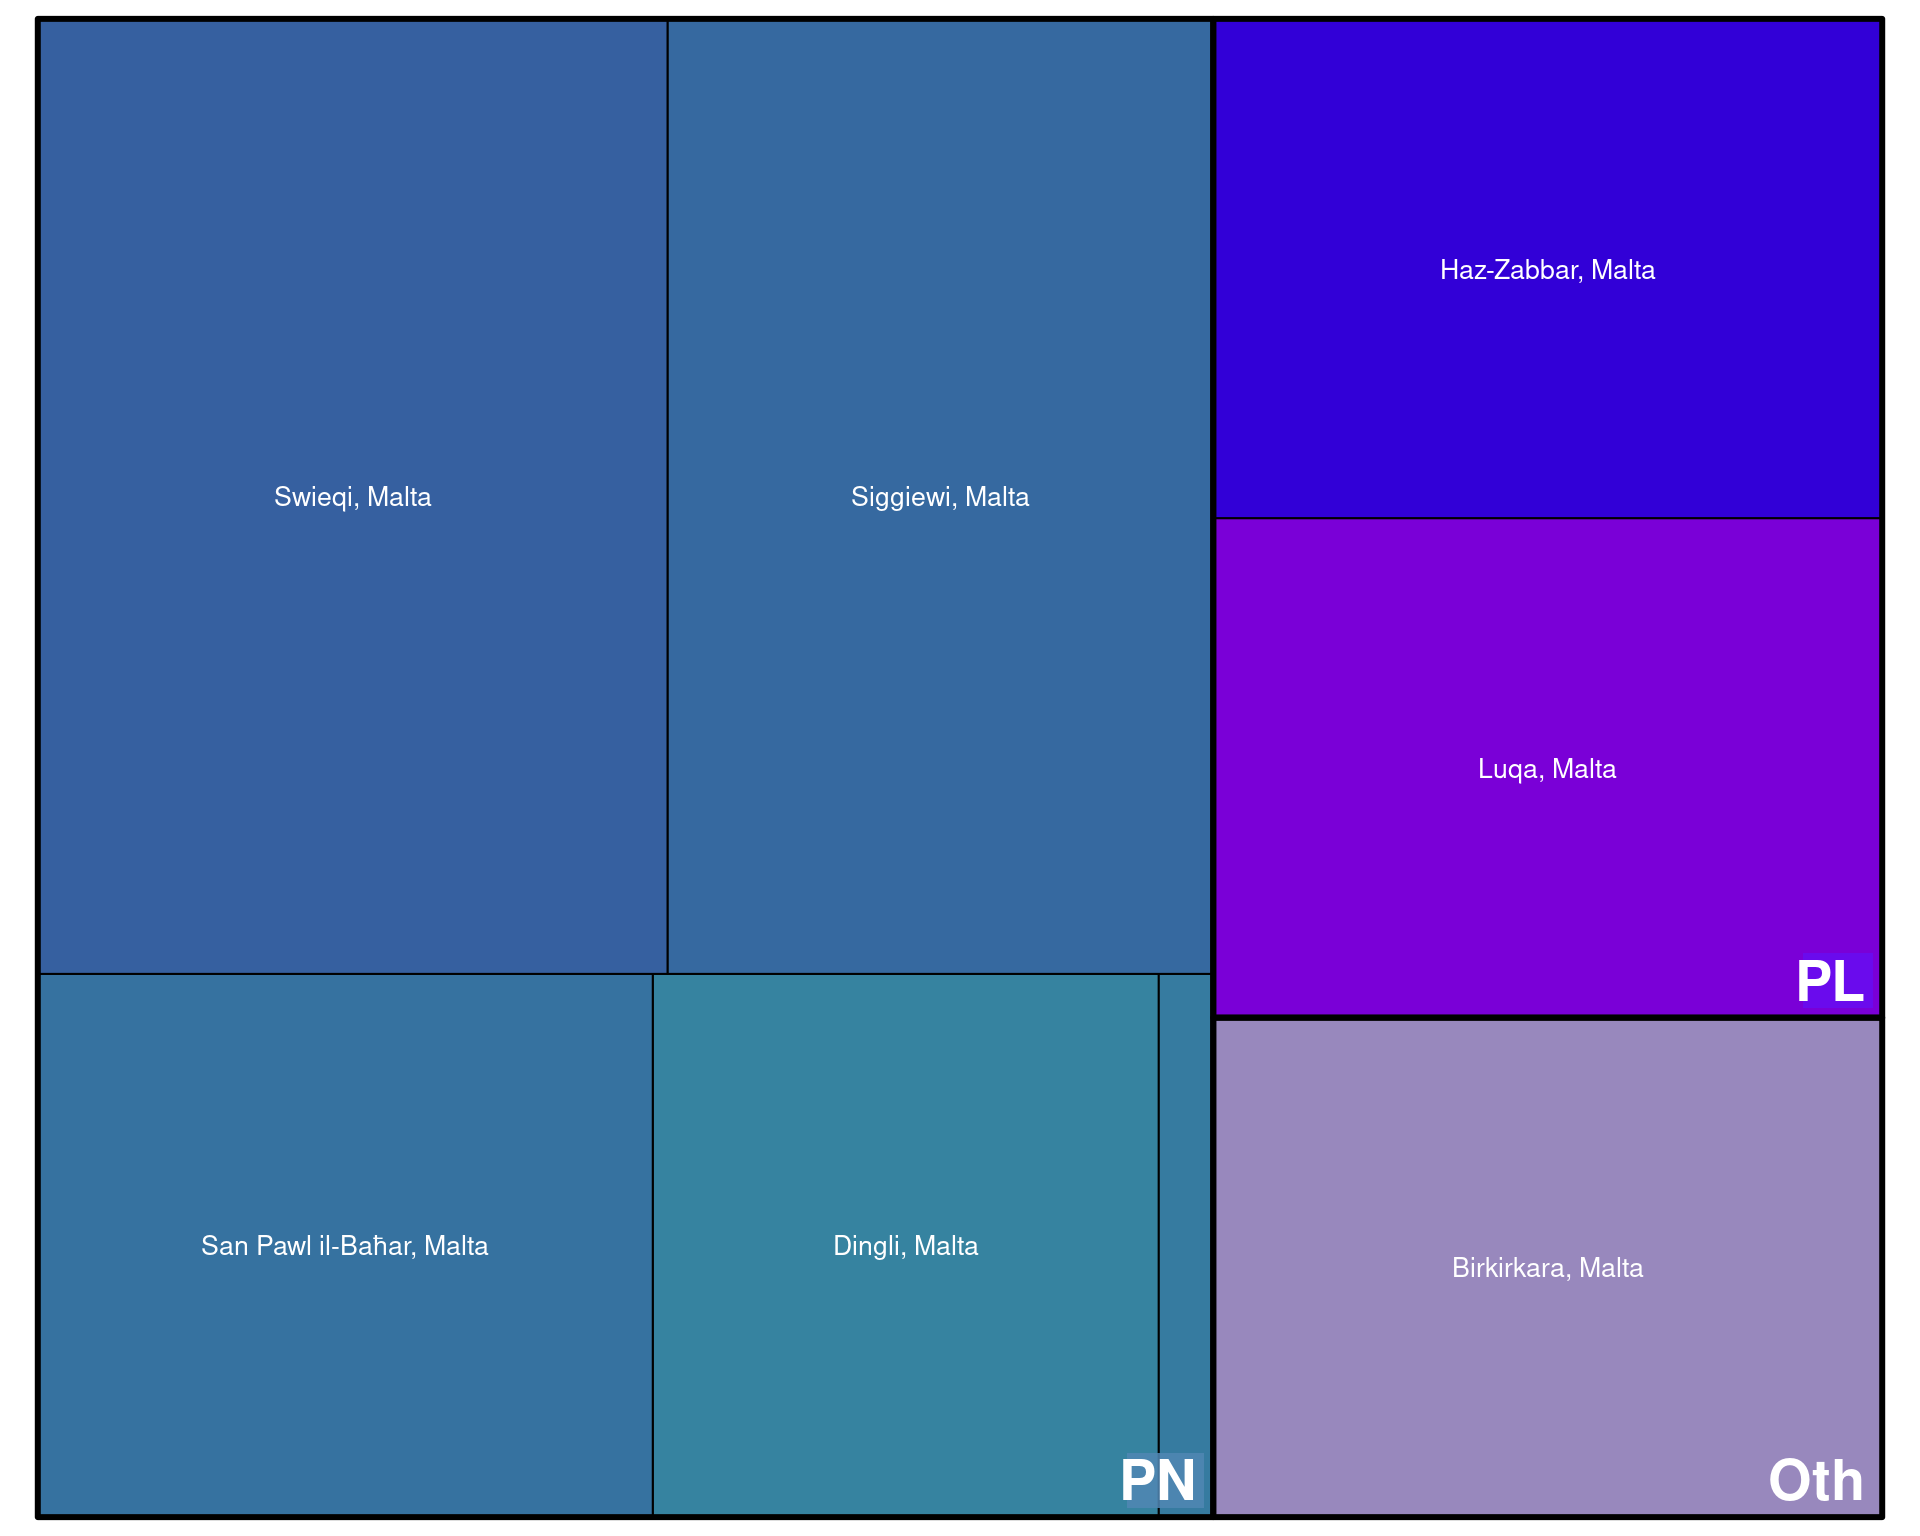 Swieqi, Malta
Siggiewi, Malta
Haz-Zabbar, Malta
Luqa, Malta
PL
San Pawl il-Baħar, Malta
Dingli, Malta
PN
Birkirkara, Malta
Oth